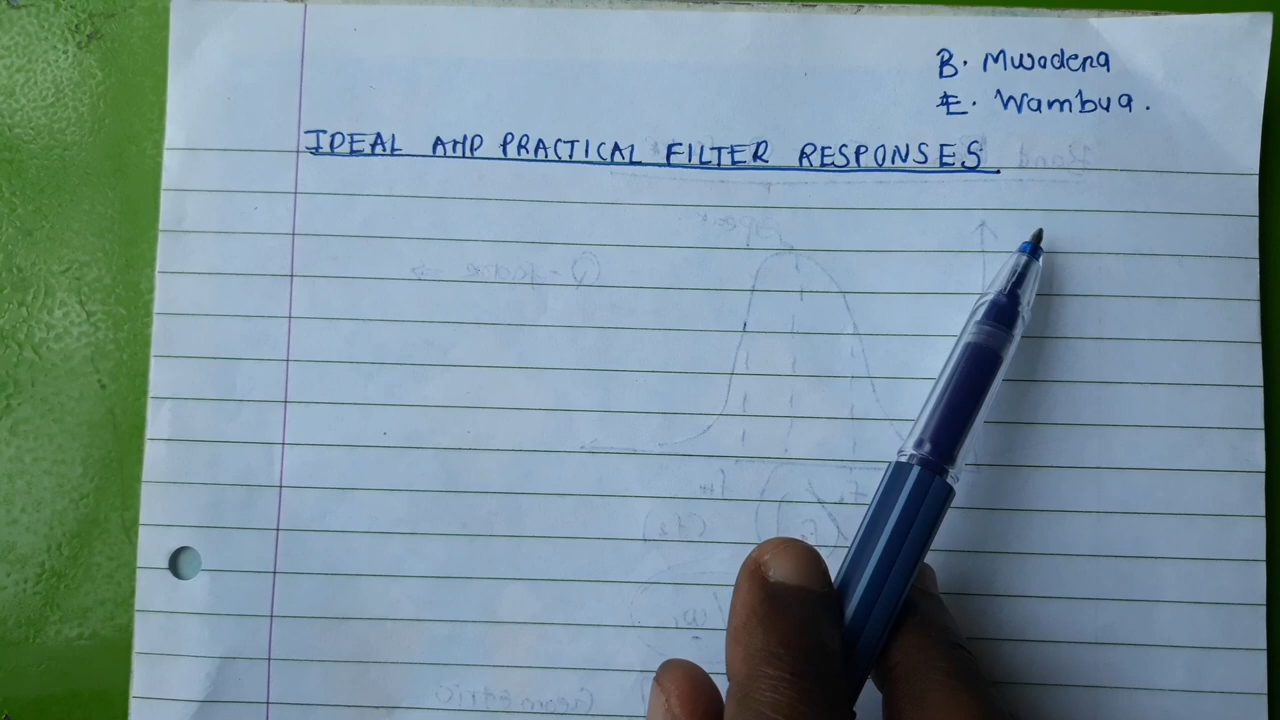 B. Mwadena
E. Wambua.
IDEAL AND PRACTICAL FILTER RESPONSES